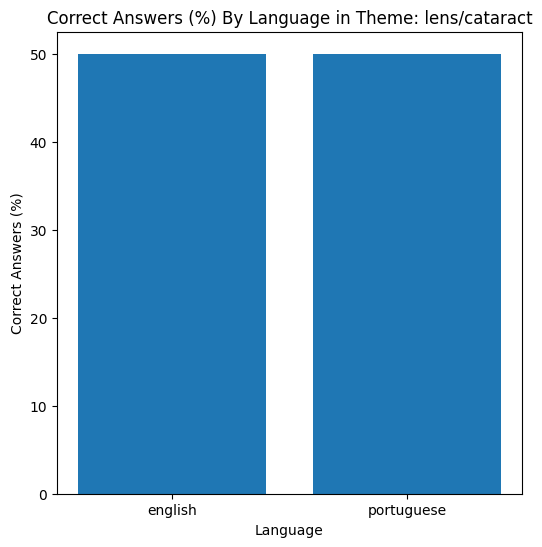 Correct Answers (%) By Language in Theme: lens/cataract
50
40
30
20
10
0
Correct Answers (%)
english
portuguese
Language